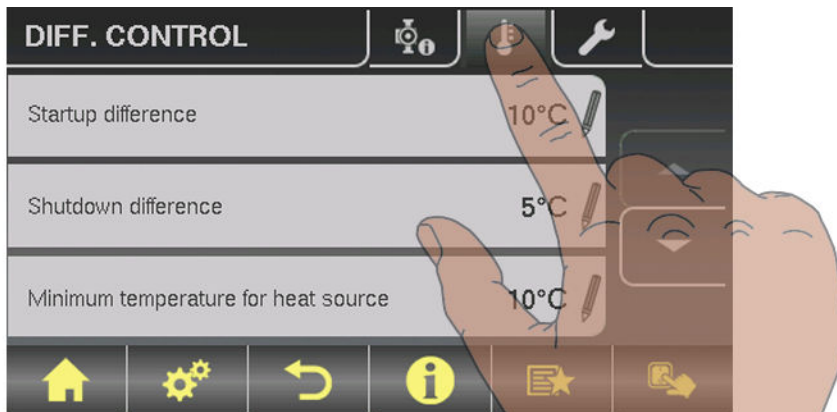 DIFF. CONTROL
Startup difference 10°C
Shutdown difference 5°C
Minimum temperature for heat source 10°C